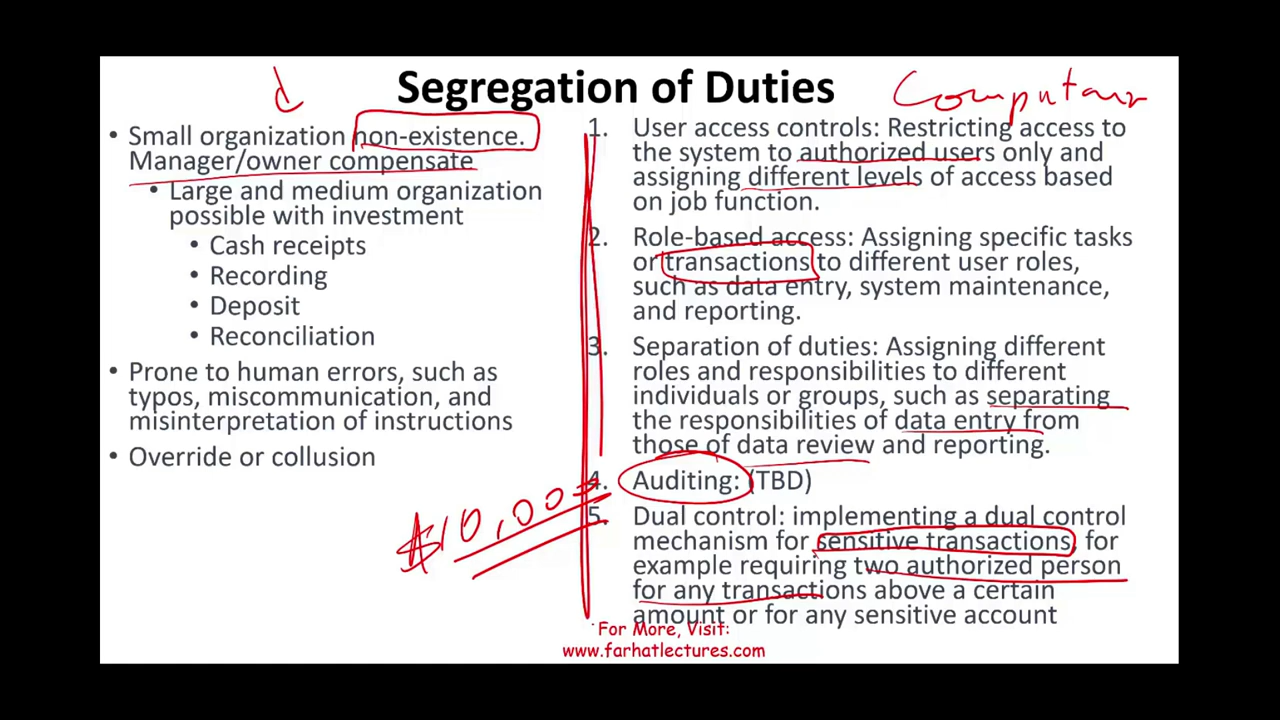 Segregation of Duties
Computer
• Small organization non-existence.
Manager/owner compensate
• Large and medium organization
possible with investment
• Cash receipts
• Recording
• Deposit
• Reconciliation
• Prone to human errors, such as
typos, miscommunication, and
misinterpretation of instructions
• Override or collusion
$10,00
1. User access controls: Restricting access to
the system to authorized users only and
assigning different levels of access based
on job function.
2. Role-based access: Assigning specific tasks
or transactions to different user roles,
such as data entry, system maintenance,
and reporting.
3. Separation of duties: Assigning different
roles and responsibilities to different
individuals or groups, such as separating
the responsibilities of data entry from
those of data review and reporting.
4. Auditing: (TBD)
5. Dual control: implementing a dual control
mechanism for sensitive transactions, for
example requiring two authorized person
for any transactions above a certain
amount or for any sensitive account
For More, Visit:
www.farhatlectures.com